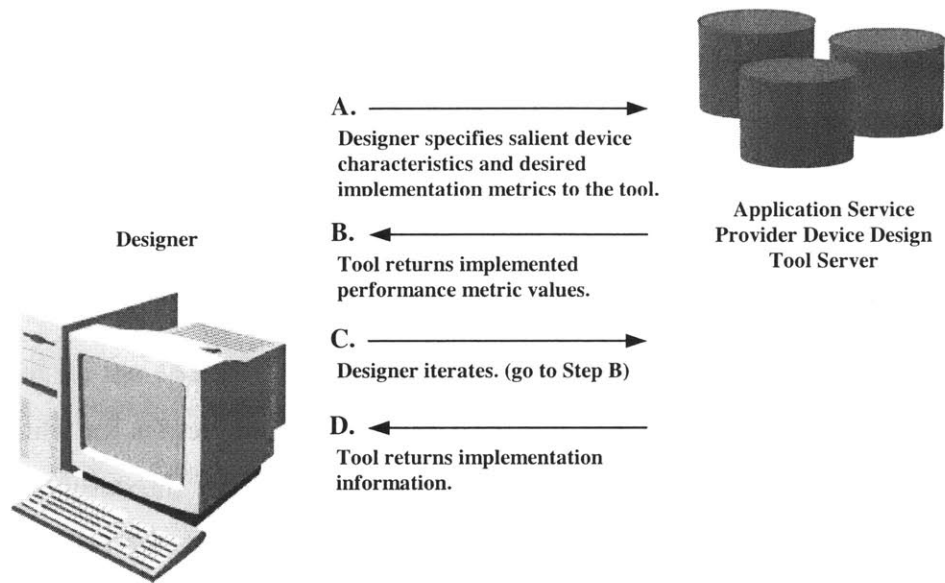 A.
Designer specifies salient device
characteristics and desired
implementation metrics to the tool.
Application Service
Provider Device Design
Tool Server
Designer
B.
Tool returns implemented
performance metric values.
C.
Designer iterates. (go to Step B)
D.
Tool returns implementation
information.